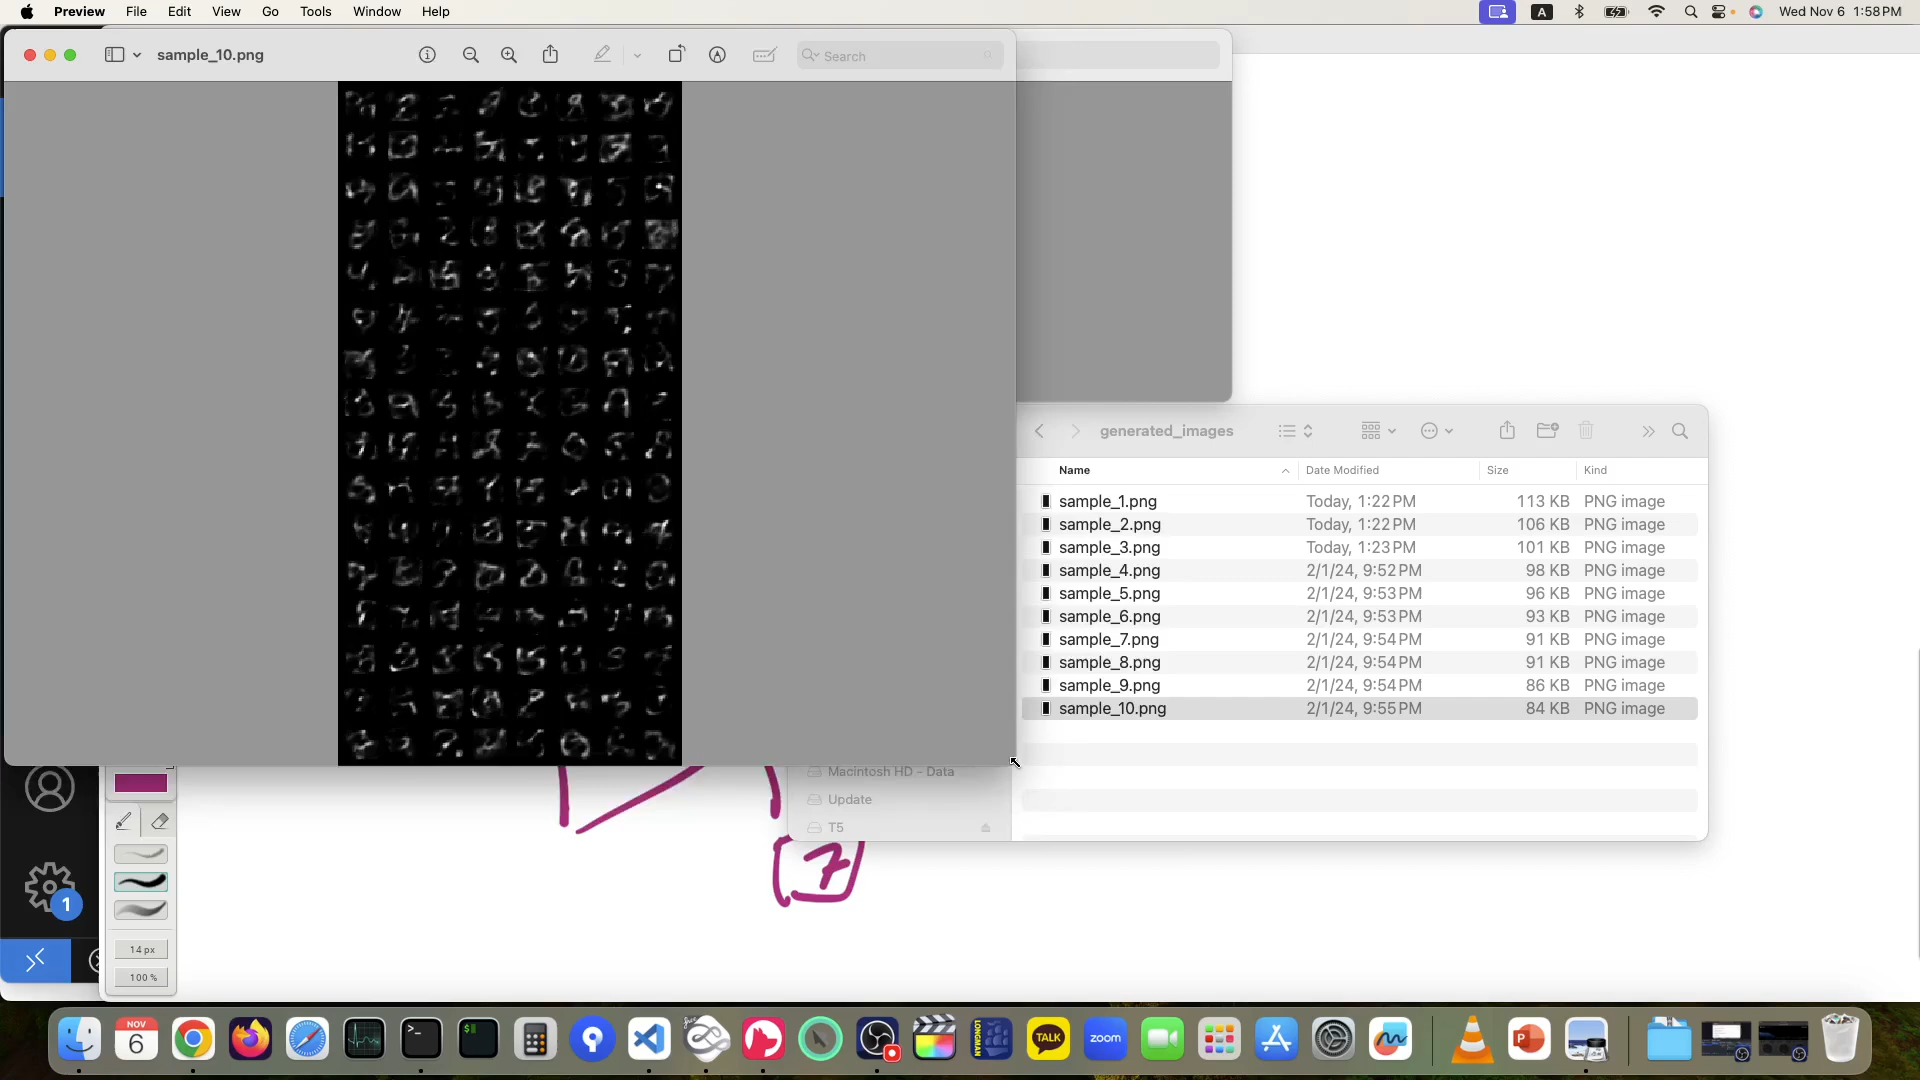 Preview File Edit View Go Tools Window Help
A
Wed Nov 6 1:58 PM
sample_10.png
Search
generated_images
Name Date Modified Size Kind
sample_1.png Today, 1:22 PM 113 KB PNG image
sample_2.png Today, 1:22 PM 106 KB PNG image
sample_3.png Today, 1:23 PM 101 KB PNG image
sample_4.png 2/1/24, 9:52 PM 98 KB PNG image
sample_5.png 2/1/24, 9:53 PM 96 KB PNG image
sample_6.png 2/1/24, 9:53 PM 93 KB PNG image
sample_7.png 2/1/24, 9:54 PM 91 KB PNG image
sample_8.png 2/1/24, 9:54 PM 91 KB PNG image
sample_9.png 2/1/24, 9:54 PM 86 KB PNG image
sample_10.png 2/1/24, 9:55 PM 84 KB PNG image
Macintosh HD - Data
Update
T5
7
1
14 px
100 %
NOV
6
LONGMAN
TALK
zoom